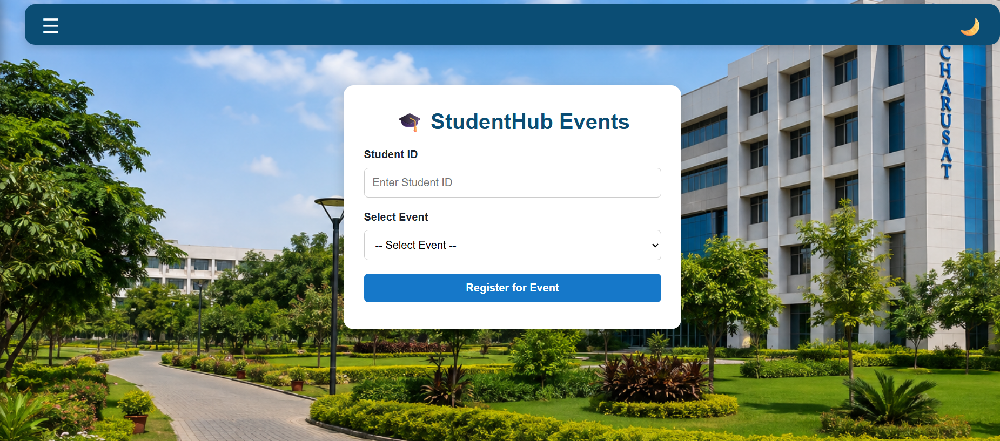 StudentHub Events
Student ID
Enter Student ID
Select Event
-- Select Event --
Register for Event
CHARUSAT